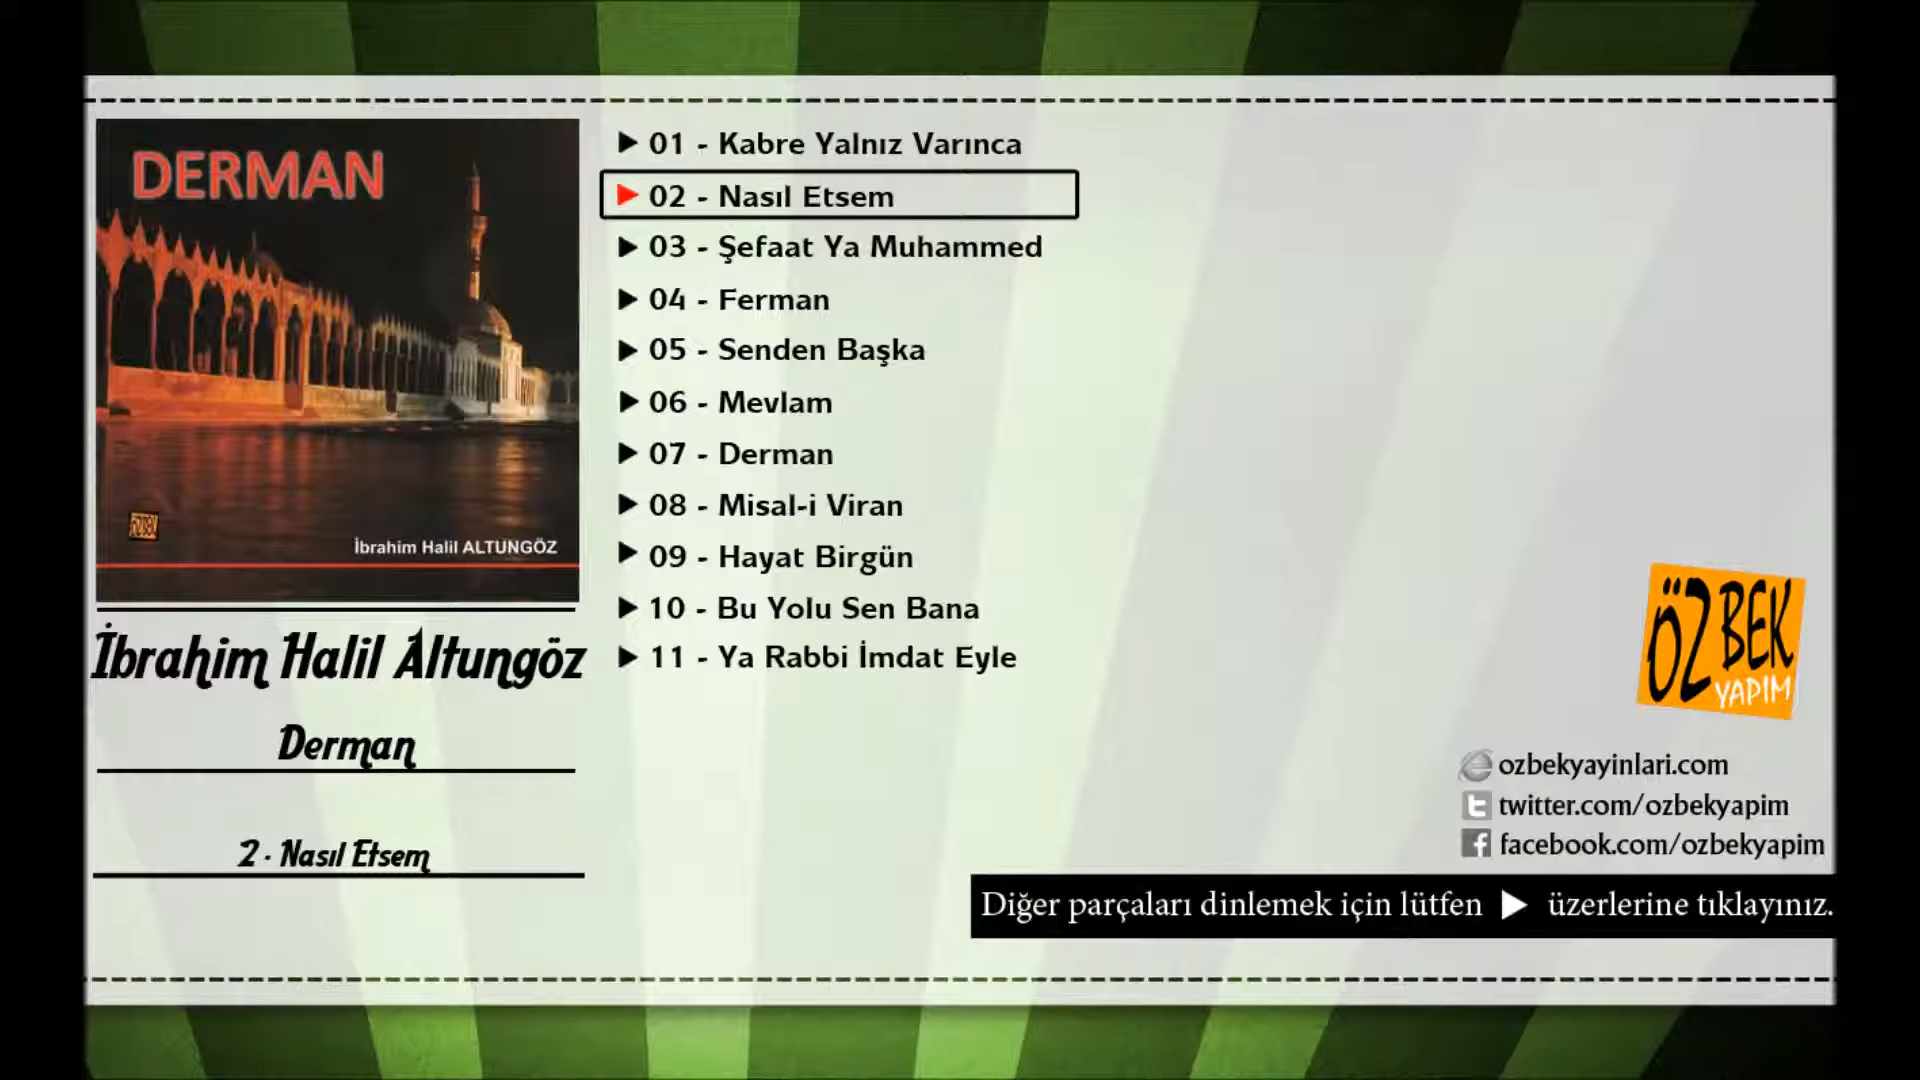 DERMAN
ÖZBEK
İbrahim Halil ALTUNGÖZ
İbrahim Halil Altungöz
Derman
2 - Nasıl Etsem
01 - Kabre Yalnız Varınca
02 - Nasıl Etsem
03 - Şefaat Ya Muhammed
04 - Ferman
05 - Senden Başka
06 - Mevlam
07 - Derman
08 - Misal-i Viran
09 - Hayat Birgün
10 - Bu Yolu Sen Bana
11 - Ya Rabbi İmdat Eyle
ÖZBEK
YAPIM
ozbekyayinlari.com
twitter.com/ozbekyapim
facebook.com/ozbekyapim
Diğer parçaları dinlemek için lütfen ▶ üzerlerine tıklayınız.